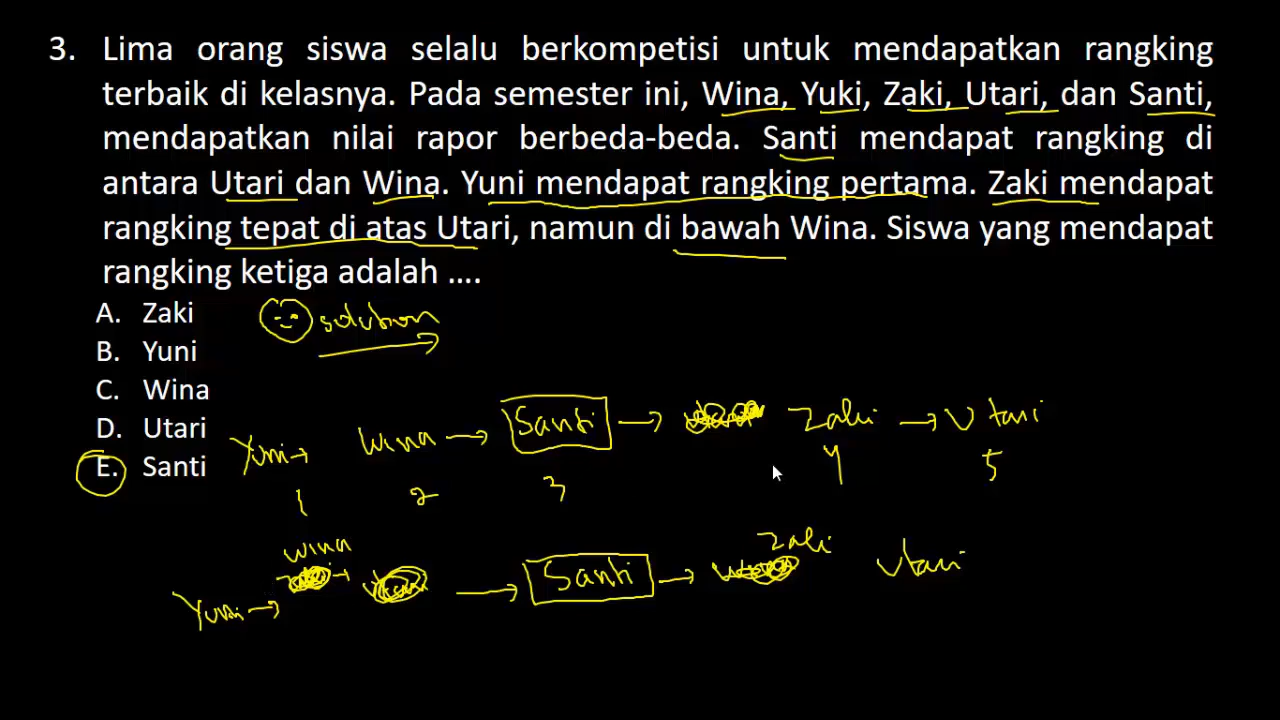 3. Lima orang siswa selalu berkompetisi untuk mendapatkan rangking
terbaik di kelasnya. Pada semester ini, Wina, Yuki, Zaki, Utari, dan Santi,
mendapatkan nilai rapor berbeda-beda. Santi mendapat rangking di
antara Utari dan Wina. Yuni mendapat rangking pertama. Zaki mendapat
rangking tepat di atas Utari, namun di bawah Wina. Siswa yang mendapat
rangking ketiga adalah ....
A. Zaki
B. Yuni
C. Wina
D. Utari
E. Santi
solution
Yuni → Wina → Santi → Zaki → Utari
1 2 3 4 5
Wina Zaki
Yuni → → Santi → Utari